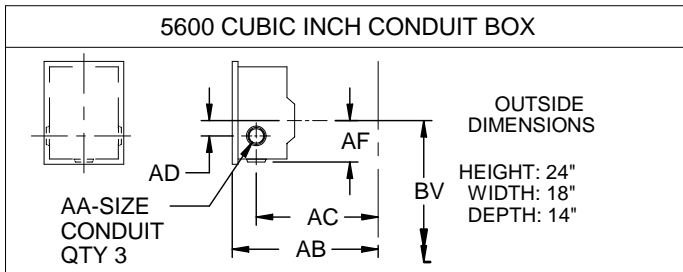 5600 CUBIC INCH CONDUIT BOX
OUTSIDE
DIMENSIONS
HEIGHT: 24"
WIDTH: 18"
DEPTH: 14"
AD
AF
BV
AA-SIZE
CONDUIT
QTY 3
AC
AB